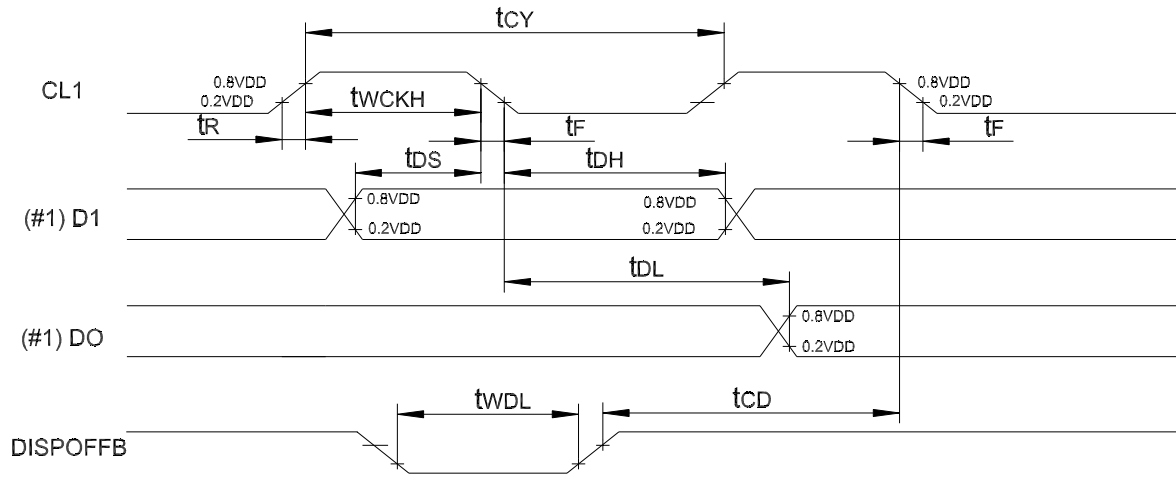 tCY
CL1
0.8VDD
0.2VDD
tWCKH
0.8VDD
0.2VDD
tR
tF
tF
tDS
tDH
(#1) D1
0.8VDD
0.2VDD
0.8VDD
0.2VDD
tDL
(#1) DO
0.8VDD
0.2VDD
tWDL
tCD
DISPOFFB